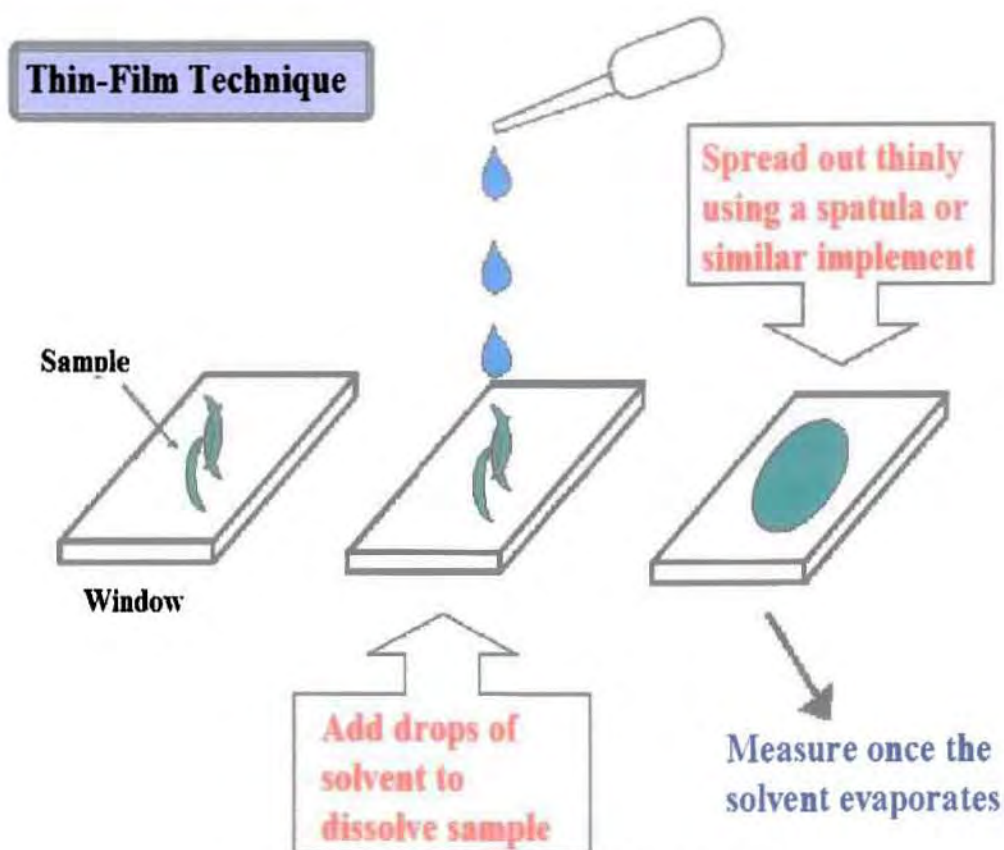 Thin-Film Technique
Spread out thinly
using a spatula or
similar implement
Sample
Window
Add drops of
solvent to
dissolve sample
Measure once the
solvent evaporates